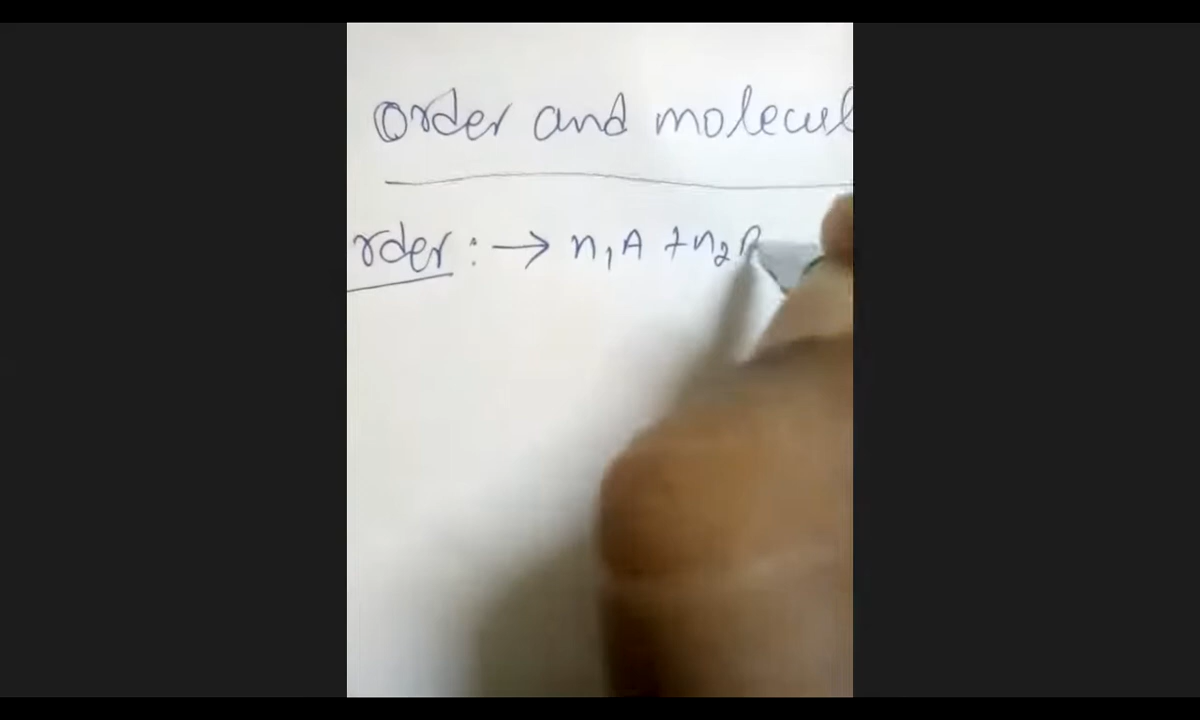 Order and molecul
rder : → n₁A + n₂